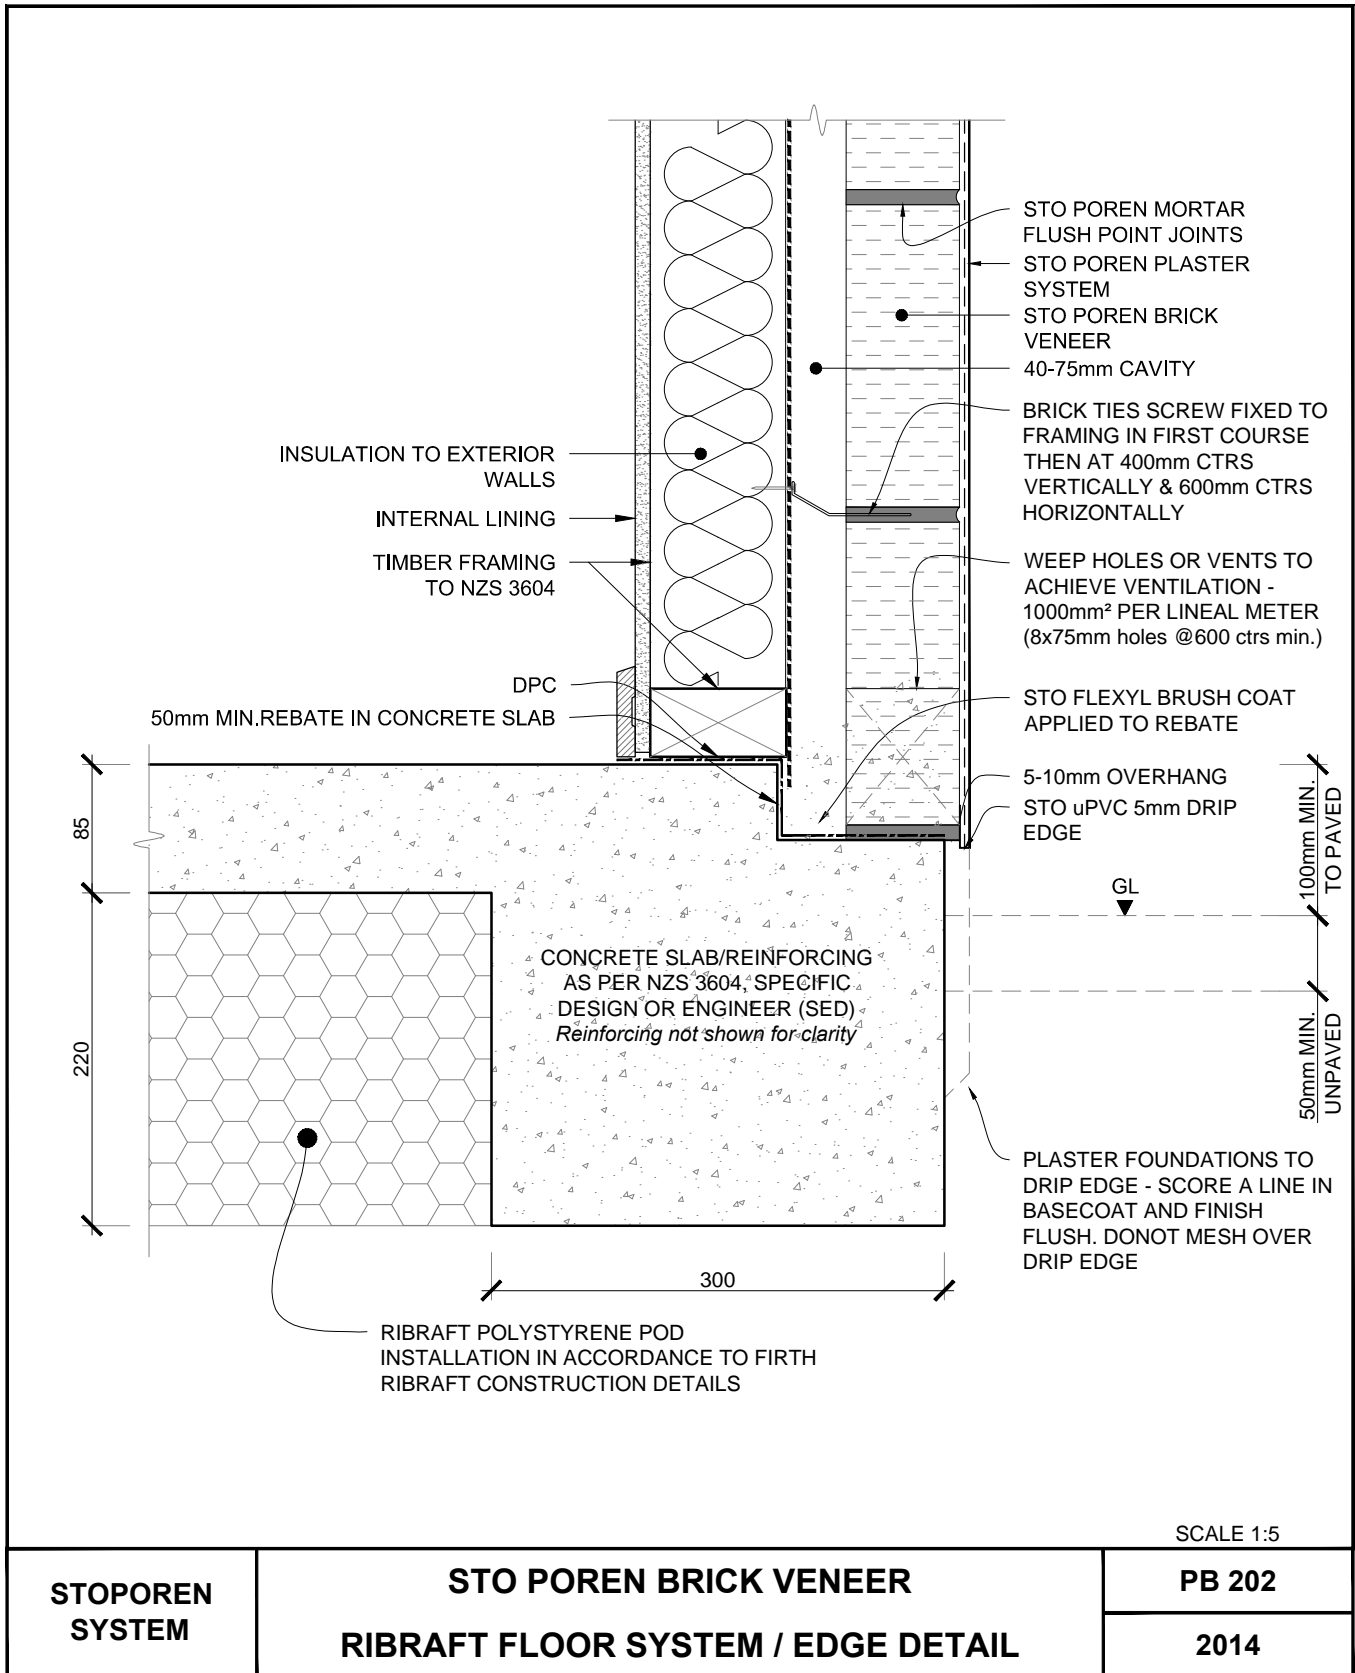 STO POREN MORTAR
FLUSH POINT JOINTS
STO POREN PLASTER
SYSTEM
STO POREN BRICK
VENEER
40-75mm CAVITY
BRICK TIES SCREW FIXED TO
FRAMING IN FIRST COURSE
THEN AT 400mm CTRS
VERTICALLY & 600mm CTRS
HORIZONTALLY
WEEP HOLES OR VENTS TO
ACHIEVE VENTILATION -
1000mm² PER LINEAL METER
(8x75mm holes @600 ctrs min.)
STO FLEXYL BRUSH COAT
APPLIED TO REBATE
5-10mm OVERHANG
STO uPVC 5mm DRIP
EDGE
INSULATION TO EXTERIOR
WALLS
INTERNAL LINING
TIMBER FRAMING
TO NZS 3604
DPC
50mm MIN.REBATE IN CONCRETE SLAB
85
220
100mm MIN.
TO PAVED
GL
50mm MIN.
UNPAVED
CONCRETE SLAB/REINFORCING
AS PER NZS 3604, SPECIFIC
DESIGN OR ENGINEER (SED)
Reinforcing not shown for clarity
PLASTER FOUNDATIONS TO
DRIP EDGE - SCORE A LINE IN
BASECOAT AND FINISH
FLUSH. DONOT MESH OVER
DRIP EDGE
300
RIBRAFT POLYSTYRENE POD
INSTALLATION IN ACCORDANCE TO FIRTH
RIBRAFT CONSTRUCTION DETAILS
SCALE 1:5
STOPOREN
SYSTEM
STO POREN BRICK VENEER
RIBRAFT FLOOR SYSTEM / EDGE DETAIL
PB 202
2014